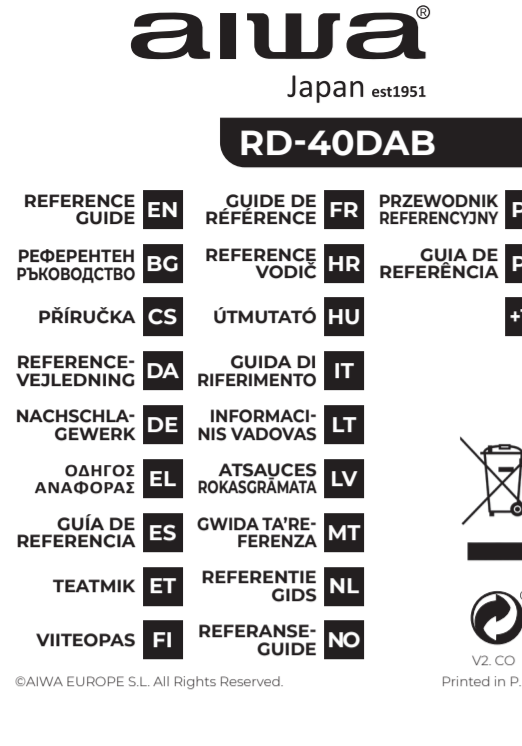 aiwa®
Japan est1951
RD-40DAB
REFERENCE
GUIDE EN
РЕФЕРЕНТЕН
РЪКОВОДСТВО BG
PŘÍRUČKA CS
REFERENCE-
VEJLEDNING DA
NACHSCHLA-
GEWERK DE
ΟΔΗΓΟΣ
ΑΝΑΦΟΡΑΣ EL
GUÍA DE
REFERENCIA ES
TEATMIK ET
VIITEOPAS FI
GUIDE DE
RÉFÉRENCE FR
REFERENCE
VODIČ HR
ÚTMUTATÓ HU
GUIDA DI
RIFERIMENTO IT
INFORMACI-
NIS VADOVAS LT
ATSAUCES
ROKASGRĀMATA LV
GWIDA TA’RE-
FERENZA MT
REFERENTIE
GIDS NL
REFERANSE-
GUIDE NO
PRZEWODNIK
REFERENCYJNY
GUIA DE
REFERÊNCIA
V2. CO
©AIWA EUROPE S.L. All Rights Reserved.
Printed in P.